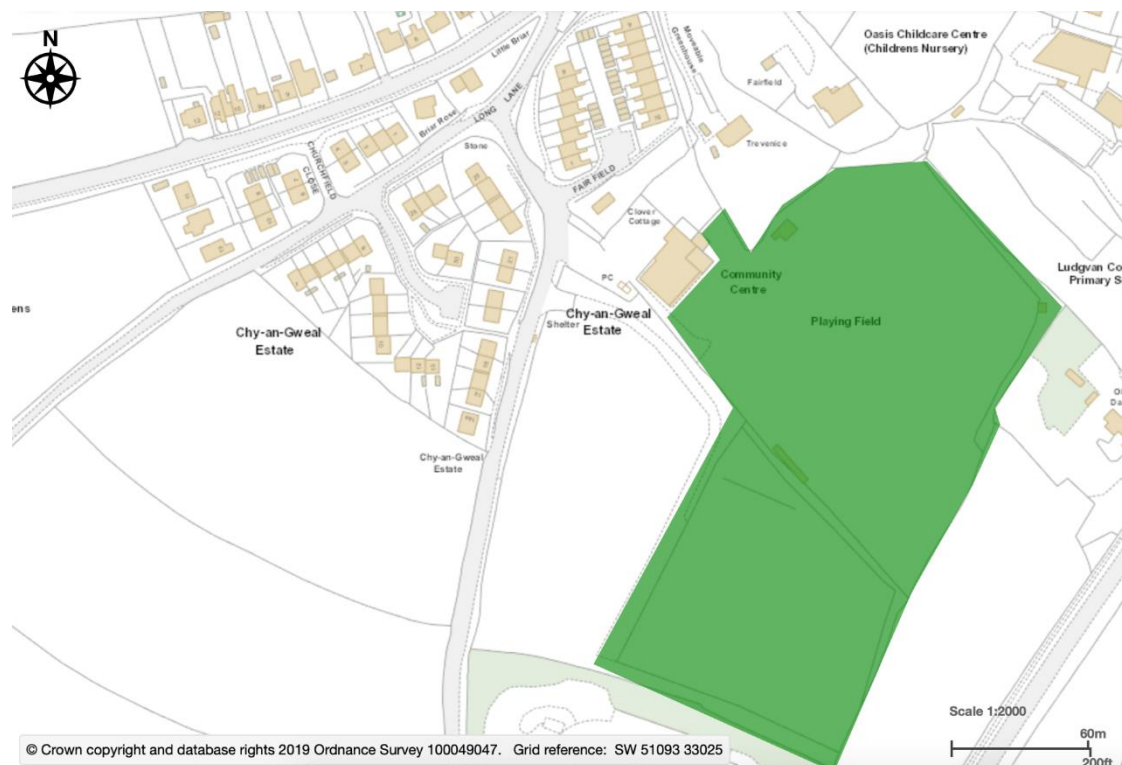 N
Little Briar
Oasis Childcare Centre
(Childrens Nursery)
Moveable
Greenhouse
Fairfield
Briar Rose
LONG LANE
Trevenice
CHURCHFIELD
CLOSE
Stone
FAIR FIELD
Clover
Cottage
Community
Centre
PC
Ludgvan Co
Primary S
ens
Chy-an-Gweal
Estate
Shelter
Chy-an-Gweal
Estate
Playing Field
Chy-an-Gweal
Estate
Scale 1:2000
60m
200ft
© Crown copyright and database rights 2019 Ordnance Survey 100049047. Grid reference: SW 51093 33025